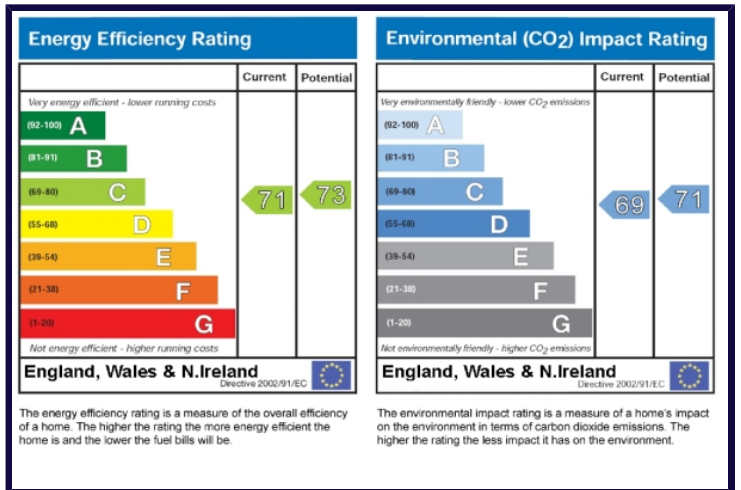 Energy Efficiency Rating
Current Potential
Very energy efficient - lower running costs
(92-100) A
(81-91) B
(69-80) C
71 73
(55-68) D
(39-54) E
(21-38) F
(1-20) G
Not energy efficient - higher running costs
England, Wales & N.Ireland
Directive 2002/91/EC
The energy efficiency rating is a measure of the overall efficiency
of a home. The higher the rating the more energy efficient the
home is and the lower the fuel bills will be.
Environmental (CO2) Impact Rating
Current Potential
Very environmentally friendly - lower CO2 emissions
(92-100) A
(81-91) B
(69-80) C
69 71
(55-68) D
(39-54) E
(21-38) F
(1-20) G
Not environmentally friendly - higher CO2 emissions
England, Wales & N.Ireland
Directive 2002/91/EC
The environmental impact rating is a measure of a home's impact
on the environment in terms of carbon dioxide emissions. The
higher the rating the less impact it has on the environment.